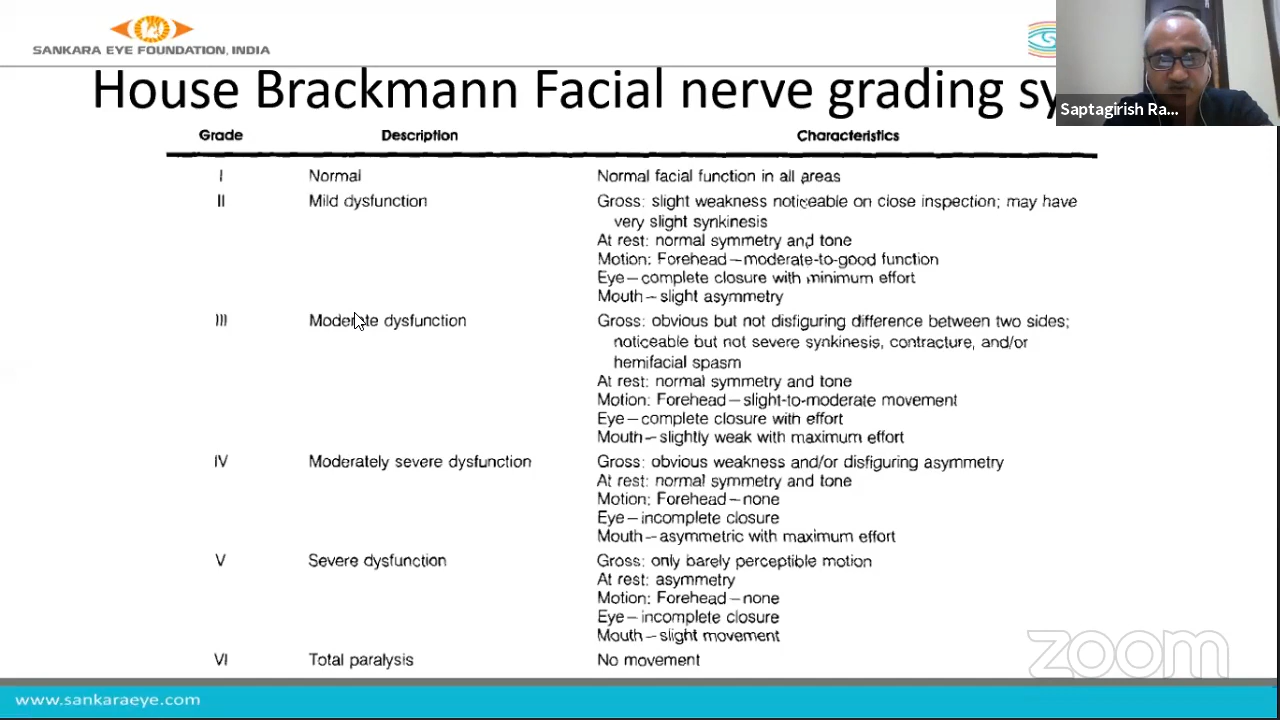 SANKARA EYE FOUNDATION, INDIA
House Brackmann Facial nerve grading sy
Saptagirish Ra...
Grade Description Characteristics
I Normal Normal facial function in all areas
II Mild dysfunction Gross: slight weakness noticeable on close inspection; may have
very slight synkinesis
At rest: normal symmetry and tone
Motion: Forehead—moderate-to-good function
Eye—complete closure with minimum effort
Mouth—slight asymmetry
III Moderate dysfunction Gross: obvious but not disfiguring difference between two sides;
noticeable but not severe synkinesis, contracture, and/or
hemifacial spasm
At rest: normal symmetry and tone
Motion: Forehead—slight-to-moderate movement
Eye—complete closure with effort
Mouth—slightly weak with maximum effort
IV Moderately severe dysfunction Gross: obvious weakness and/or disfiguring asymmetry
At rest: normal symmetry and tone
Motion: Forehead—none
Eye—incomplete closure
Mouth—asymmetric with maximum effort
V Severe dysfunction Gross: only barely perceptible motion
At rest: asymmetry
Motion: Forehead—none
Eye—incomplete closure
Mouth—slight movement
VI Total paralysis No movement
zoom
www.sankaraeye.com